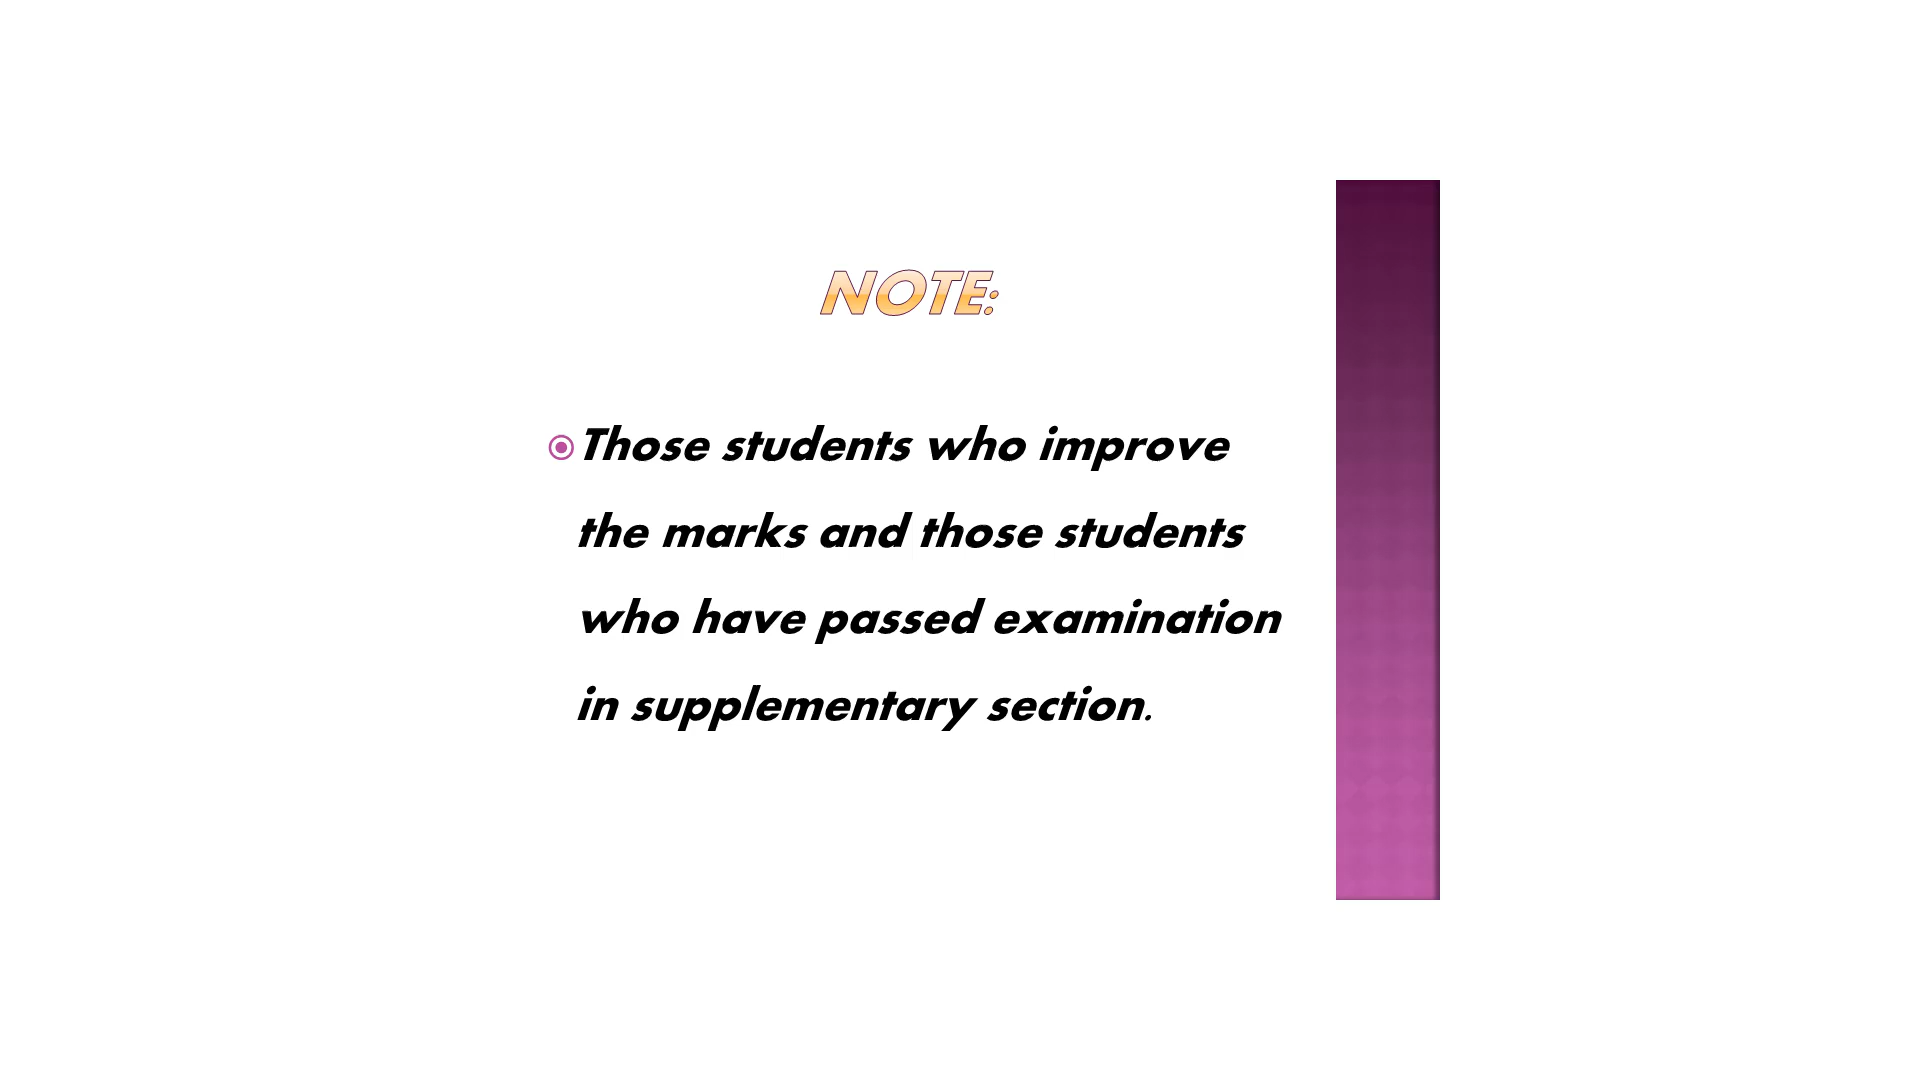 NOTE:
Those students who improve
the marks and those students
who have passed examination
in supplementary section.